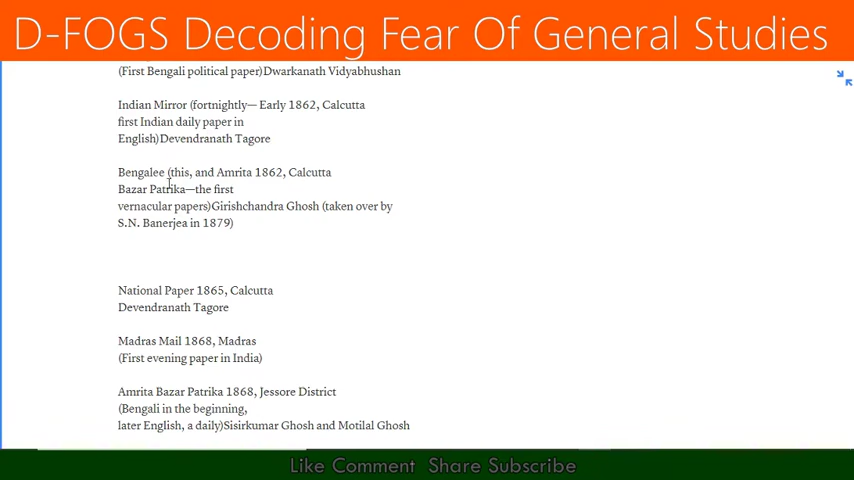 D-FOGS Decoding Fear Of General Studies
(First Bengali political paper)Dwarkanath Vidyabhushan
Indian Mirror (fortnightly— Early 1862, Calcutta
first Indian daily paper in
English)Devendranath Tagore
Bengalee (this, and Amrita 1862, Calcutta
Bazar Patrika—the first
vernacular papers)Girishchandra Ghosh (taken over by
S.N. Banerjea in 1879)
National Paper 1865, Calcutta
Devendranath Tagore
Madras Mail 1868, Madras
(First evening paper in India)
Amrita Bazar Patrika 1868, Jessore District
(Bengali in the beginning,
later English, a daily)Sisirkumar Ghosh and Motilal Ghosh
Like Comment Share Subscribe